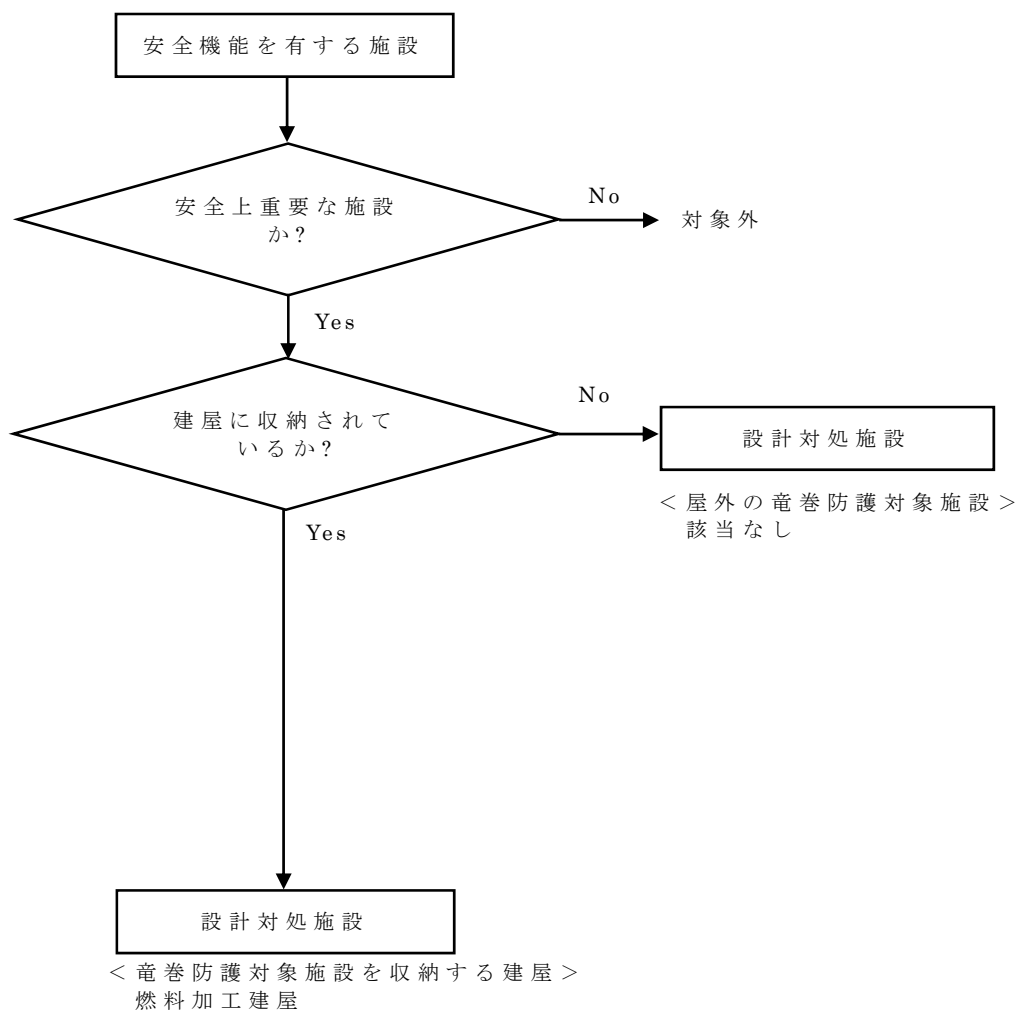 安全機能を有する施設
安全上重要な施設
か?
No
対象外
Yes
建屋に収納されて
いるか?
No
設計対処施設
＜屋外の竜巻防護対象施設＞
該当なし
Yes
設計対処施設
＜竜巻防護対象施設を収納する建屋＞
燃料加工建屋